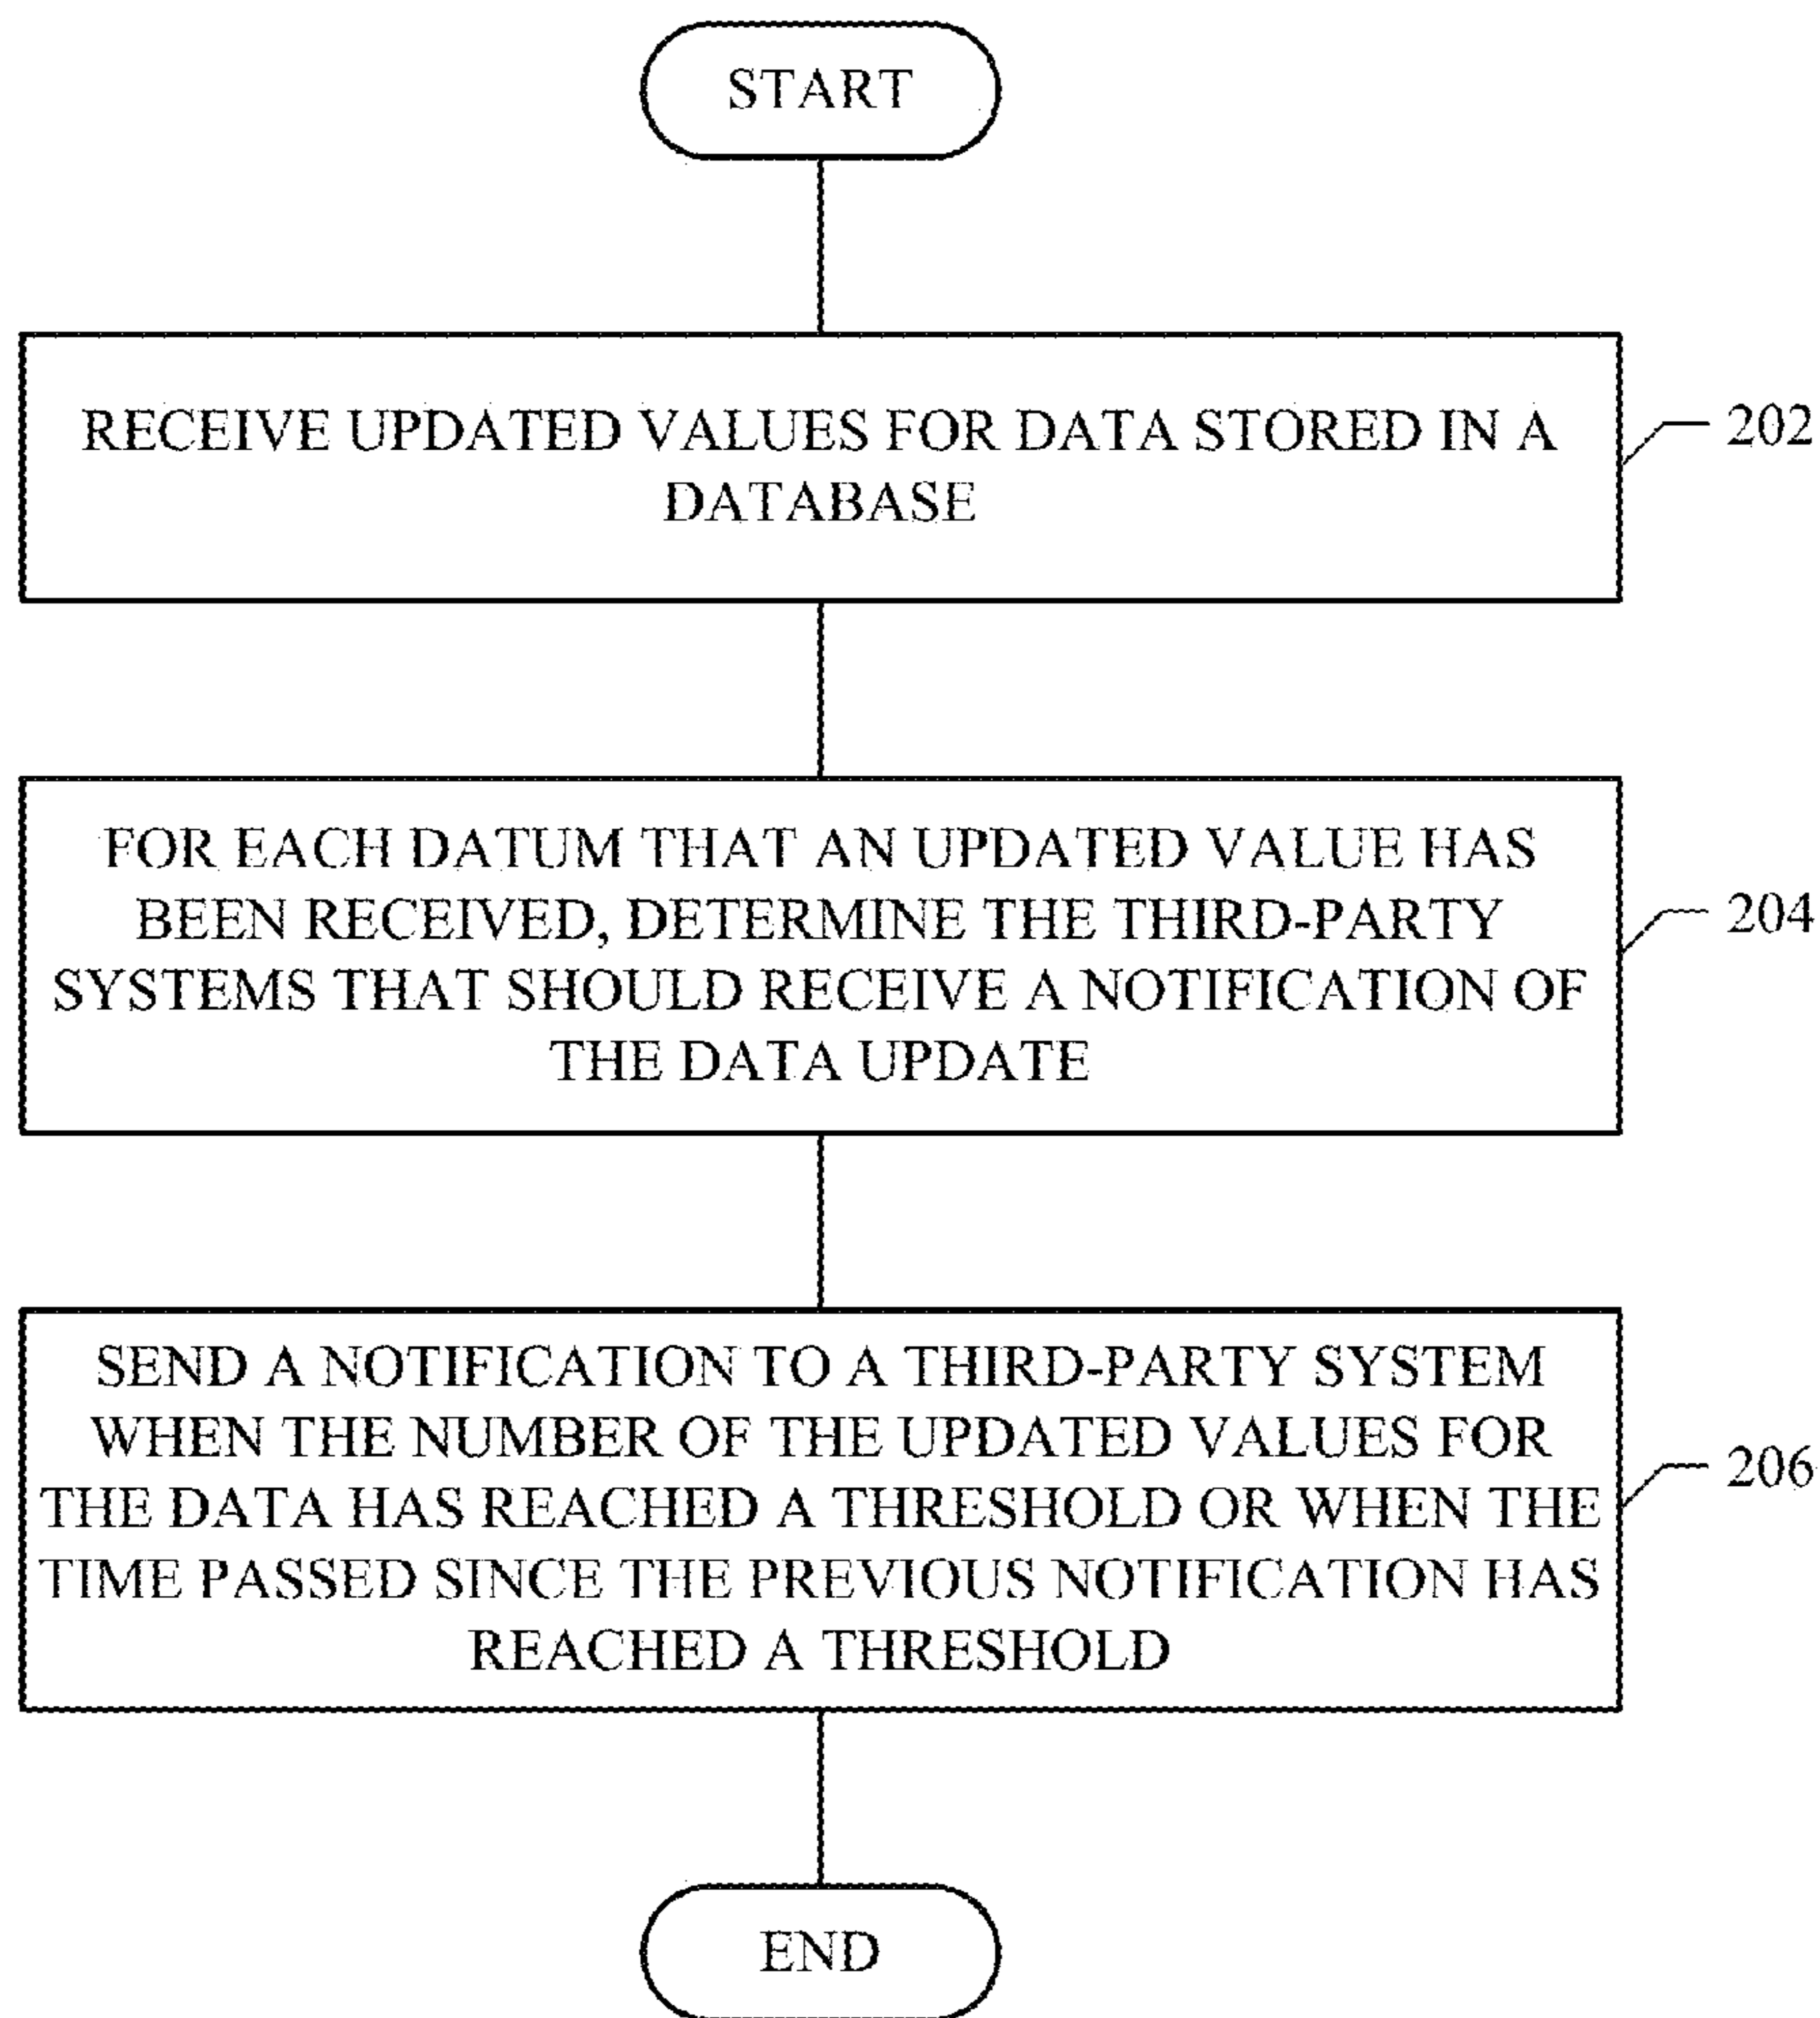 START
RECEIVE UPDATED VALUES FOR DATA STORED IN A
DATABASE
202
FOR EACH DATUM THAT AN UPDATED VALUE HAS
BEEN RECEIVED, DETERMINE THE THIRD-PARTY
SYSTEMS THAT SHOULD RECEIVE A NOTIFICATION OF
THE DATA UPDATE
204
SEND A NOTIFICATION TO A THIRD-PARTY SYSTEM
WHEN THE NUMBER OF THE UPDATED VALUES FOR
THE DATA HAS REACHED A THRESHOLD OR WHEN THE
TIME PASSED SINCE THE PREVIOUS NOTIFICATION HAS
REACHED A THRESHOLD
206
END